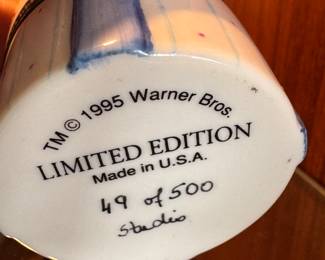 TM © 1995 Warner Bros.
LIMITED EDITION
Made in U.S.A.
49 of 500
Studio